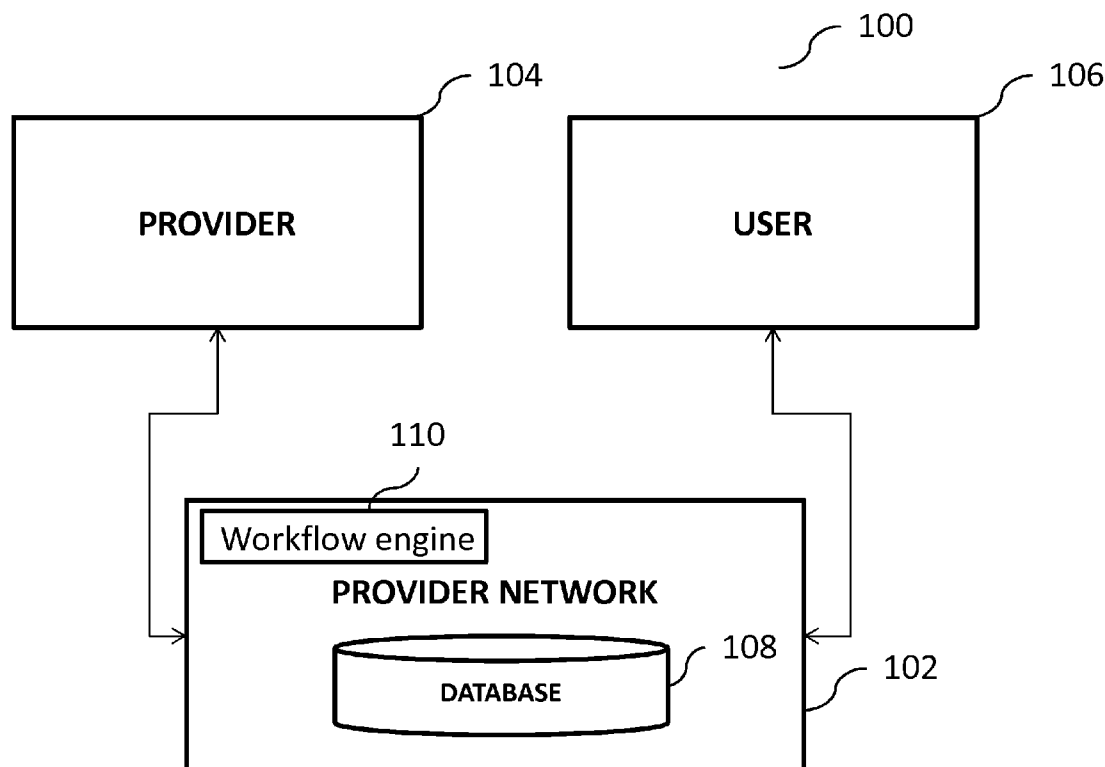 100
104
106
PROVIDER
USER
110
Workflow engine
PROVIDER NETWORK
108
102
DATABASE